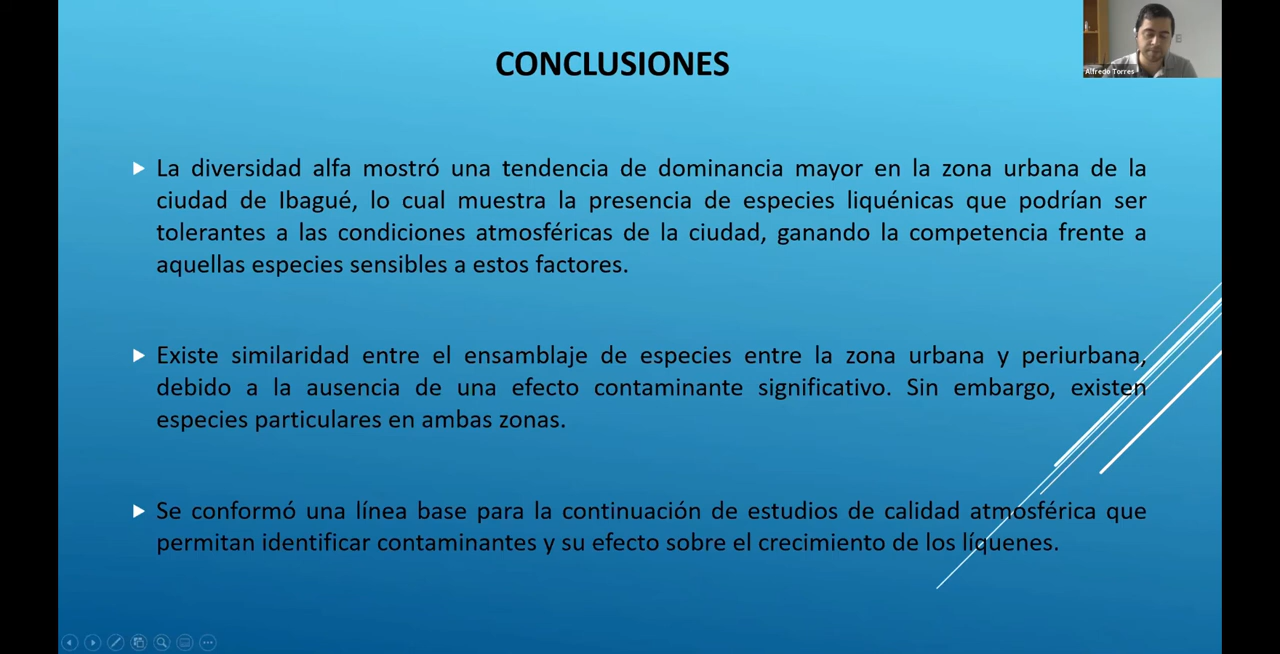 CONCLUSIONES
Alfredo Torres
La diversidad alfa mostró una tendencia de dominancia mayor en la zona urbana de la
ciudad de Ibagué, lo cual muestra la presencia de especies liquénicas que podrían ser
tolerantes a las condiciones atmosféricas de la ciudad, ganando la competencia frente a
aquellas especies sensibles a estos factores.
Existe similaridad entre el ensamblaje de especies entre la zona urbana y periurbana,
debido a la ausencia de una efecto contaminante significativo. Sin embargo, existen
especies particulares en ambas zonas.
Se conformó una línea base para la continuación de estudios de calidad atmosférica que
permitan identificar contaminantes y su efecto sobre el crecimiento de los líquenes.